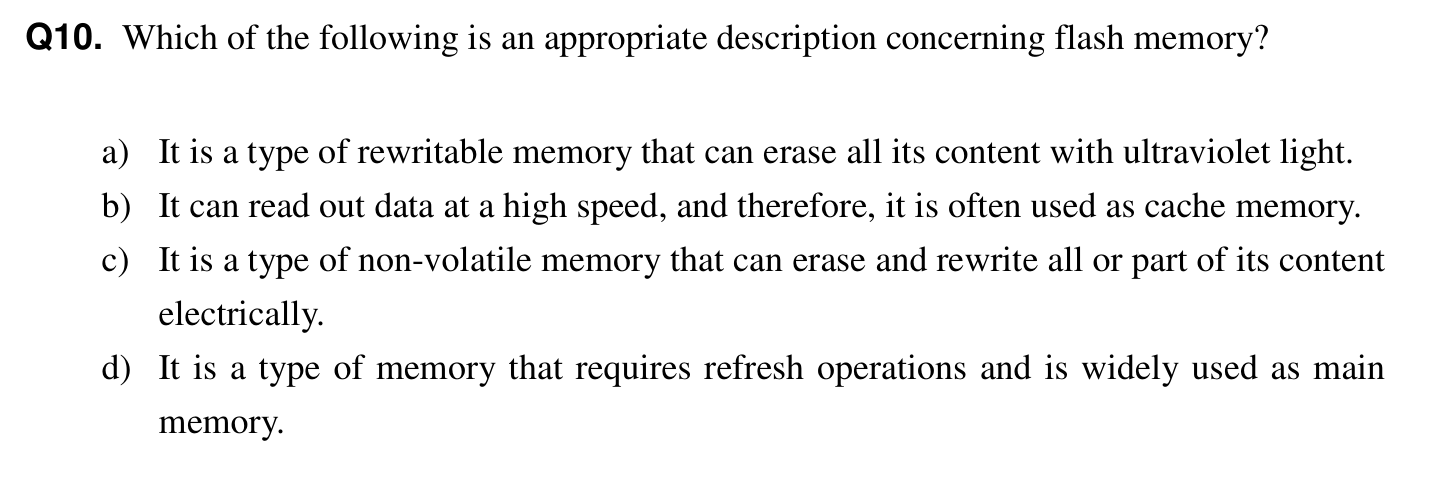 Q10. Which of the following is an appropriate description concerning flash memory?
a) It is a type of rewritable memory that can erase all its content with ultraviolet light.
b) It can read out data at a high speed, and therefore, it is often used as cache memory.
c) It is a type of non-volatile memory that can erase and rewrite all or part of its content
electrically.
d) It is a type of memory that requires refresh operations and is widely used as main
memory.